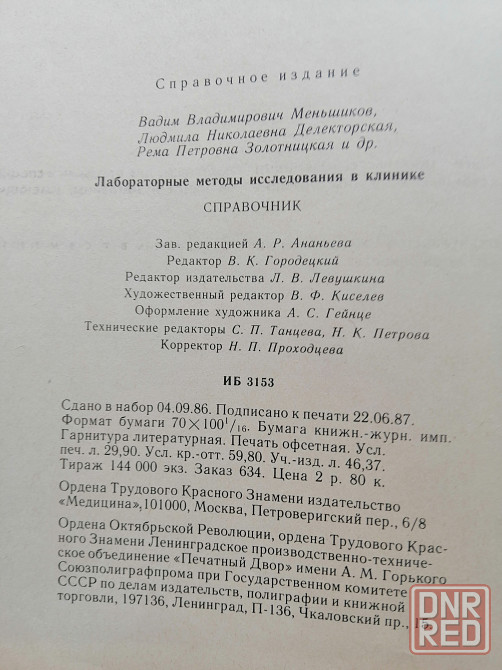 Справочное издание
Вадим Владимирович Меньшиков,
Людмила Николаевна Делекторская,
Рема Петровна Золотницкая и др.
Лабораторные методы исследования в клинике
СПРАВОЧНИК
Зав. редакцией А. Р. Ананьева
Редактор В. К. Городецкий
Редактор издательства Л. В. Левушкина
Художественный редактор В. Ф. Киселев
Оформление художника А. С. Гейнце
Технические редакторы С. П. Танцева, Н. К. Петрова
Корректор Н. П. Проходцева
ИБ 3153
Сдано в набор 04.09.86. Подписано к печати 22.06.87.
Формат бумаги 70×100¹/₁₆. Бумага книжн.-журн. имп.
Гарнитура литературная. Печать офсетная. Усл.
печ. л. 29,90. Усл. кр.-отт. 59,80. Уч.-изд. л. 46,37.
Тираж 144 000 экз. Заказ 634. Цена 2 р. 80 к.
Ордена Трудового Красного Знамени издательство
«Медицина»,101000, Москва, Петроверигский пер., 6/8
Ордена Октябрьской Революции, ордена Трудового Крас-
ного Знамени Ленинградское производственно-техниче-
ское объединение «Печатный Двор» имени А. М. Горького
Союзполиграфпрома при Государственном комитете
СССР по делам издательств, полиграфии и книжной
торговли, 197136, Ленинград, П-136, Чкаловский пр., 15.
DNR
RED